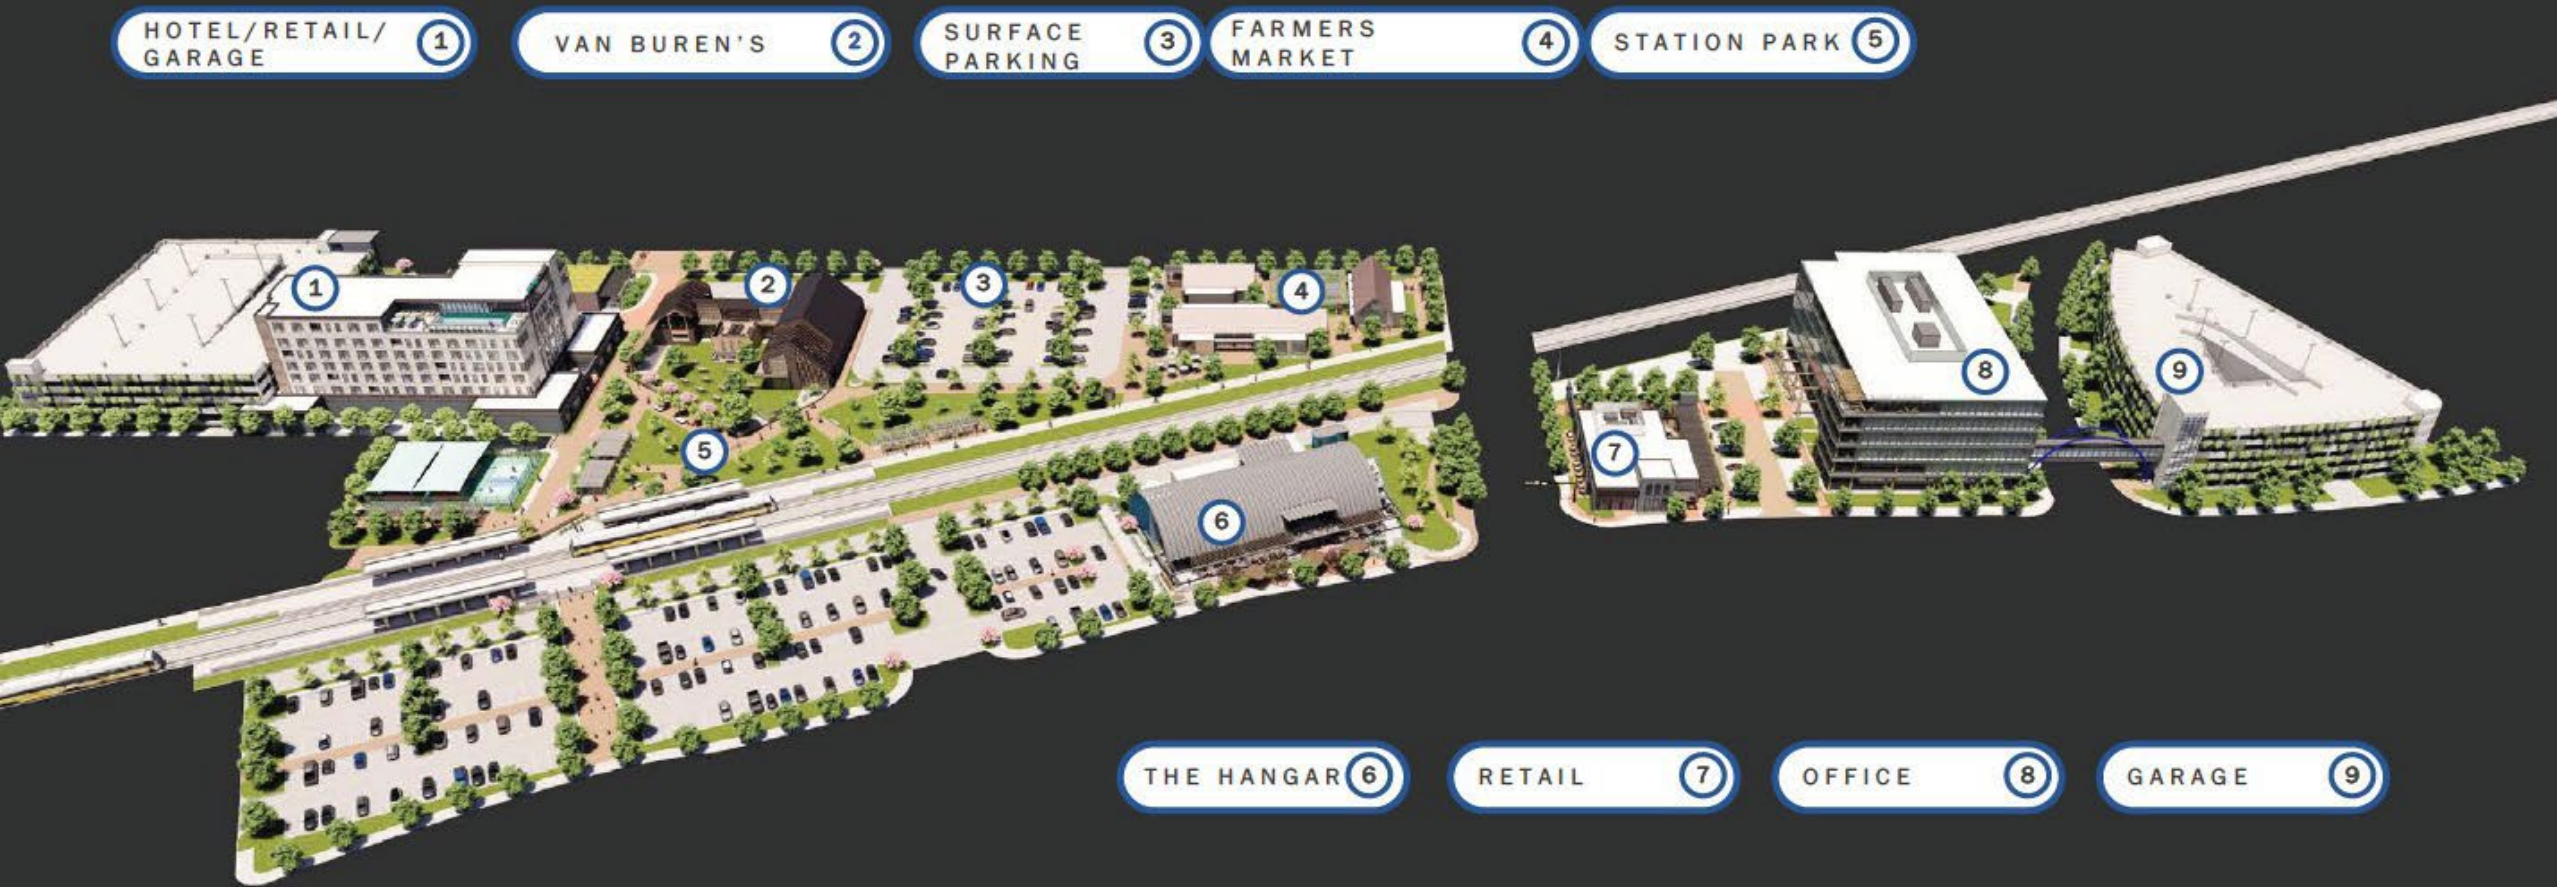 HOTEL/RETAIL/
GARAGE
1
VAN BUREN'S
2
SURFACE
PARKING
3
FARMERS
MARKET
4
STATION PARK
5
1
2
3
4
5
6
7
8
9
THE HANGAR
6
RETAIL
7
OFFICE
8
GARAGE
9